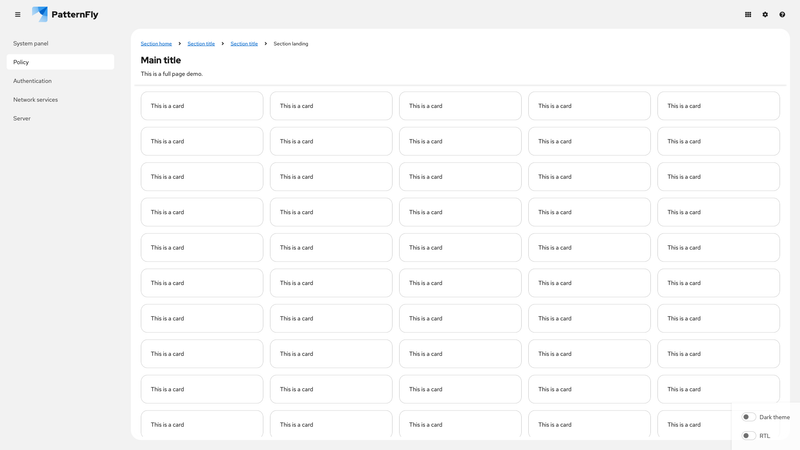 PatternFly
System panel
Policy
Authentication
Network services
Server
Section home > Section title > Section title > Section landing
Main title
This is a full page demo.
This is a card This is a card This is a card This is a card This is a card
This is a card This is a card This is a card This is a card This is a card
This is a card This is a card This is a card This is a card This is a card
This is a card This is a card This is a card This is a card This is a card
This is a card This is a card This is a card This is a card This is a card
This is a card This is a card This is a card This is a card This is a card
This is a card This is a card This is a card This is a card This is a card
This is a card This is a card This is a card This is a card This is a card
This is a card This is a card This is a card This is a card This is a card
This is a card This is a card This is a card This is a card This is a card
Dark theme
RTL